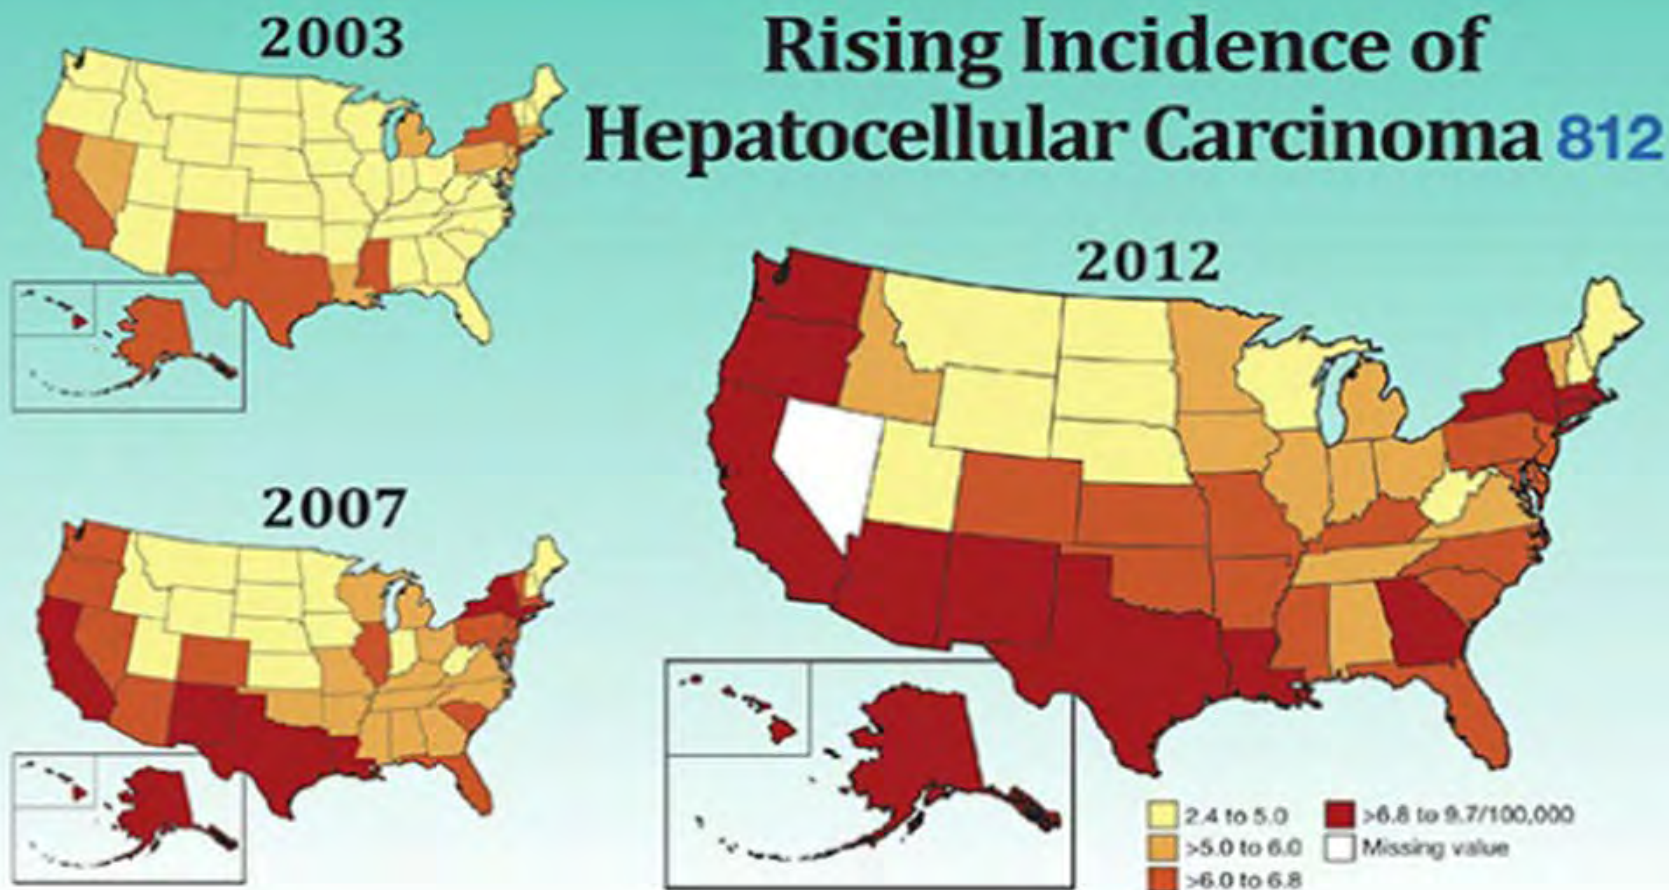 2003
Rising Incidence of
Hepatocellular Carcinoma 812
2012
2007
2.4 to 5.0
>5.0 to 6.0
>6.0 to 6.8
>6.8 to 9.7/100,000
Missing value